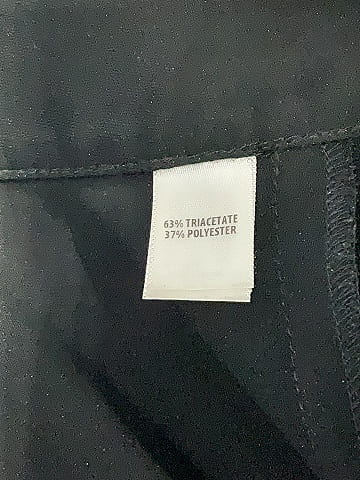 63% TRIACETATE
37% POLYESTER